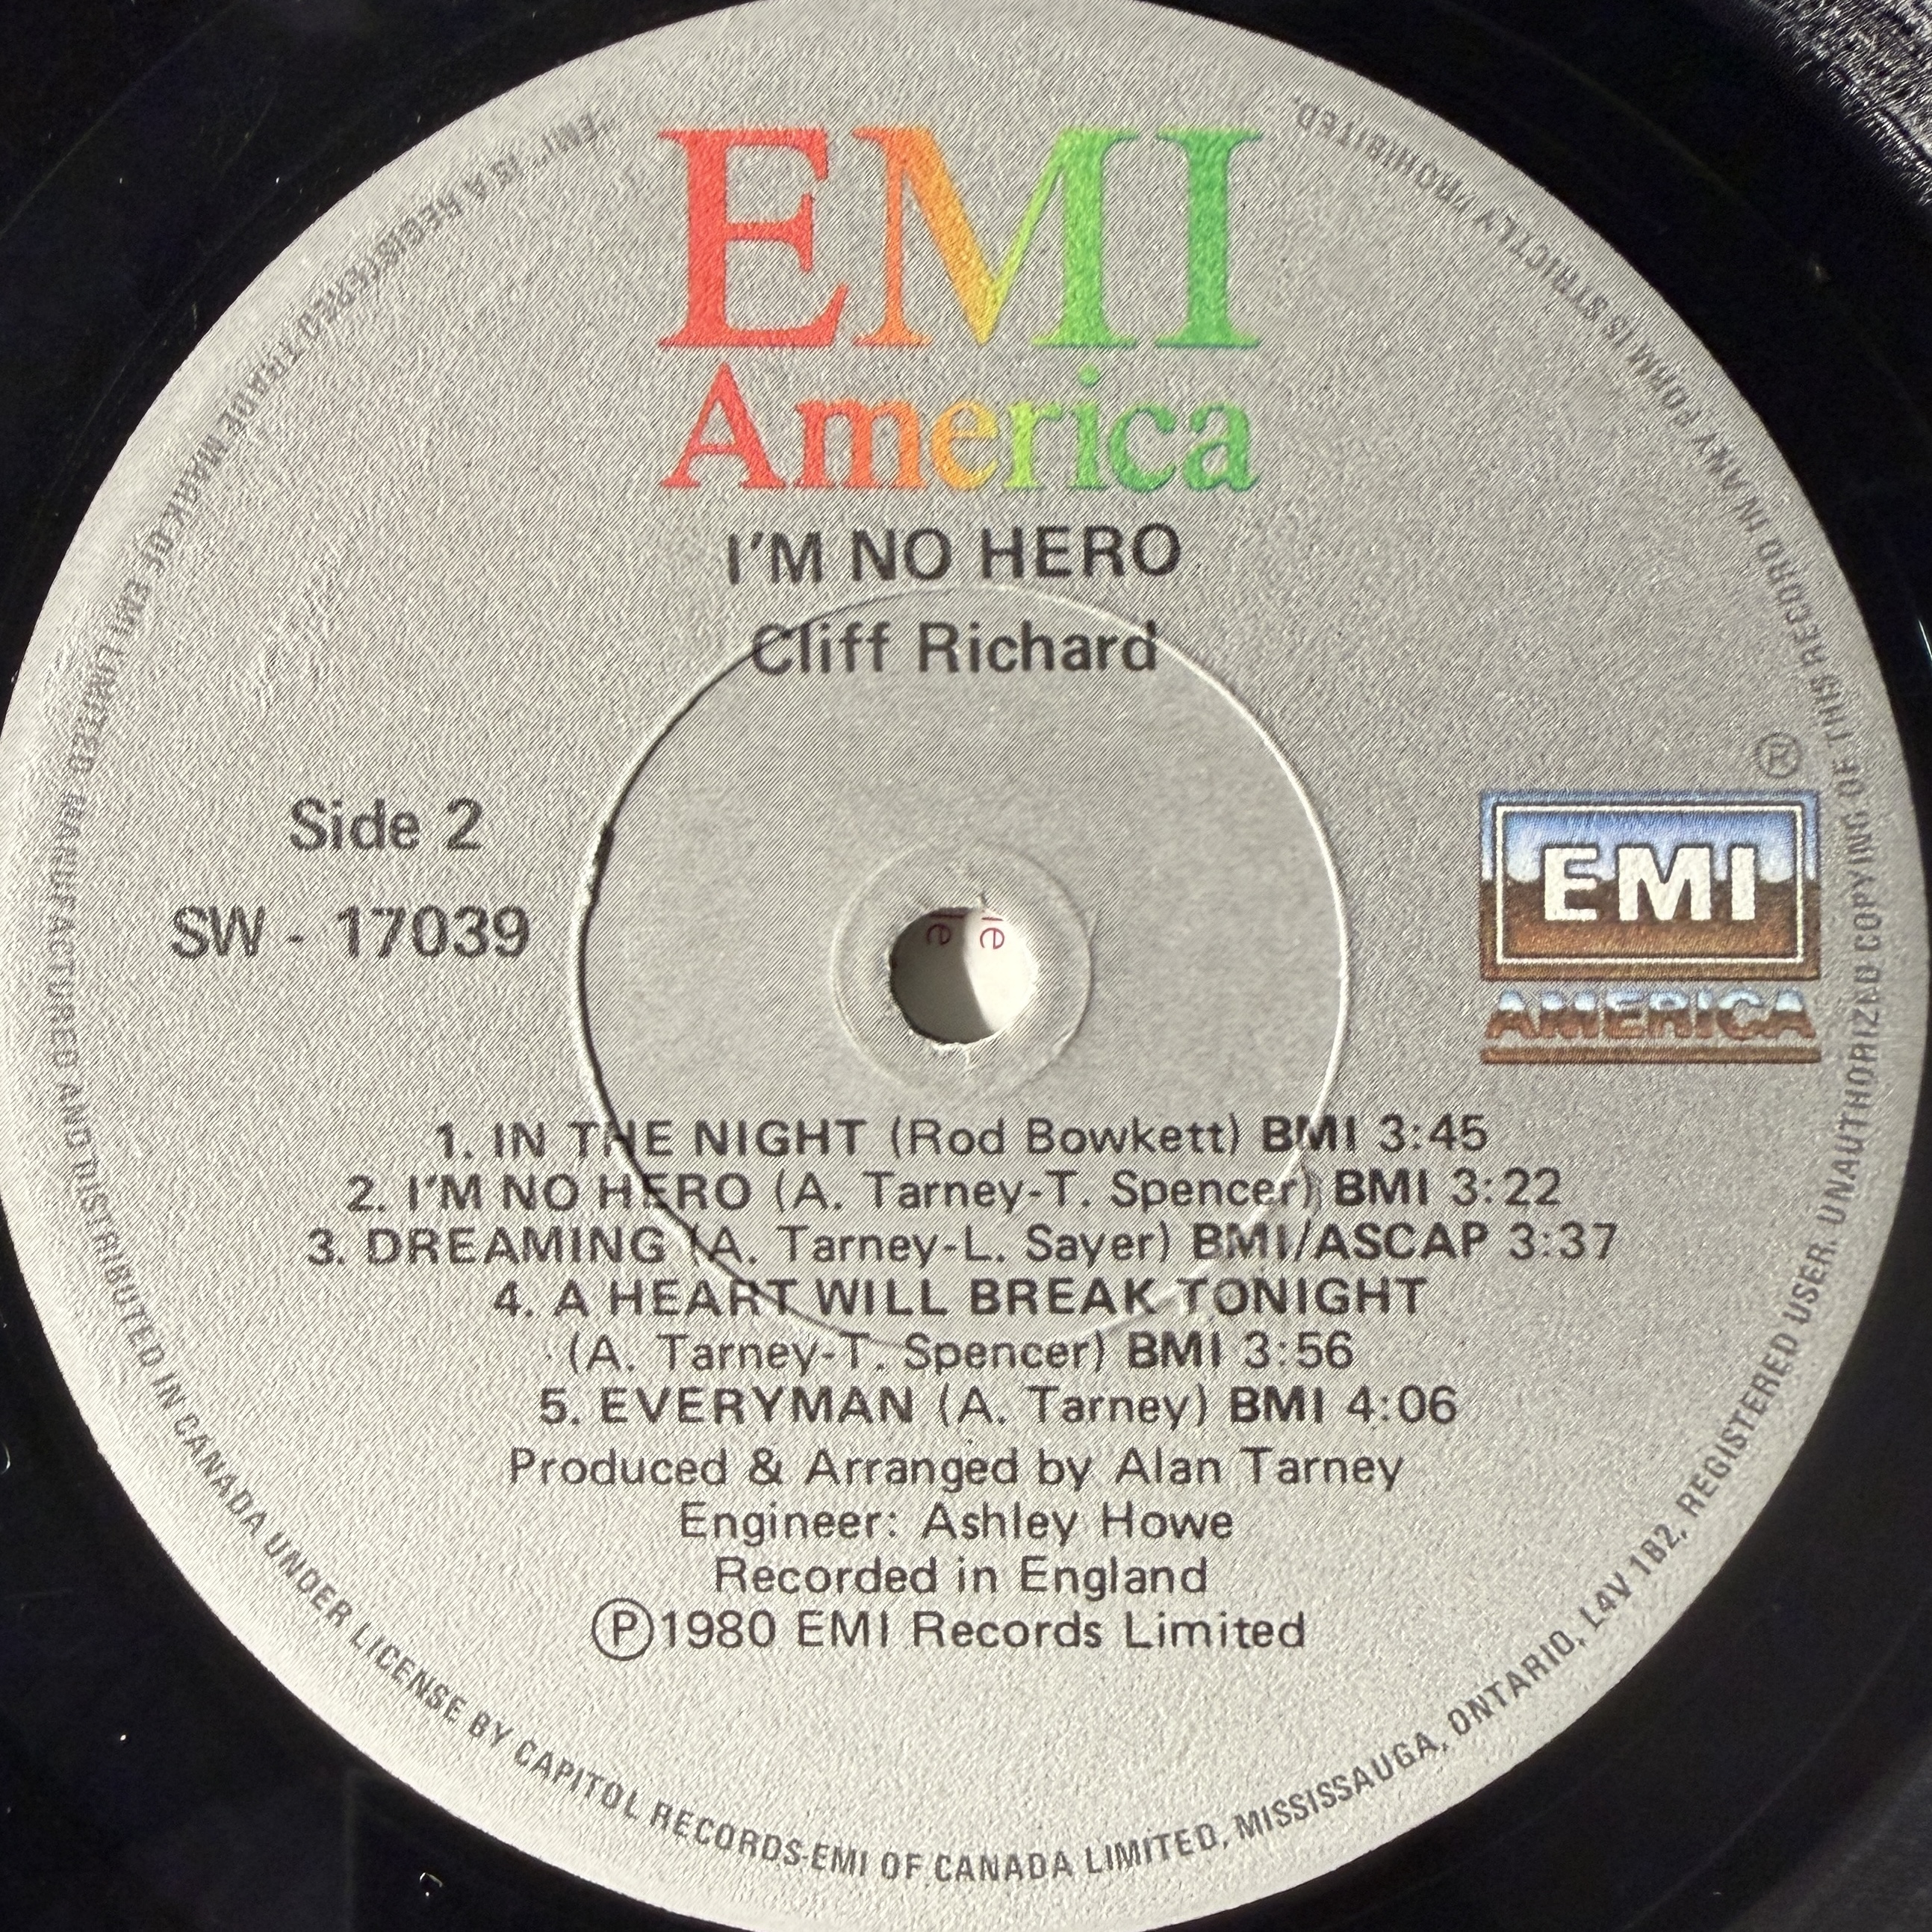 EMI
America
I'M NO HERO
Cliff Richard
Side 2
SW - 17039
®
EMI
AMERICA
1. IN THE NIGHT (Rod Bowkett) BMI 3:45
2. I'M NO HERO (A. Tarney-T. Spencer) BMI 3:22
3. DREAMING (A. Tarney-L. Sayer) BMI/ASCAP 3:37
4. A HEART WILL BREAK TONIGHT
(A. Tarney-T. Spencer) BMI 3:56
5. EVERYMAN (A. Tarney) BMI 4:06
Produced & Arranged by Alan Tarney
Engineer: Ashley Howe
Recorded in England
Ⓟ1980 EMI Records Limited
"EMI" IS A REGISTERED TRADE MARK OF EMI LIMITED. MANUFACTURED AND DISTRIBUTED IN CANADA UNDER LICENSE BY CAPITOL RECORDS-EMI OF CANADA LIMITED, MISSISSAUGA, ONTARIO, L4V 1B2, REGISTERED USER. UNAUTHORIZED COPYING OF THIS RECORD IN ANY FORM IS STRICTLY PROHIBITED.